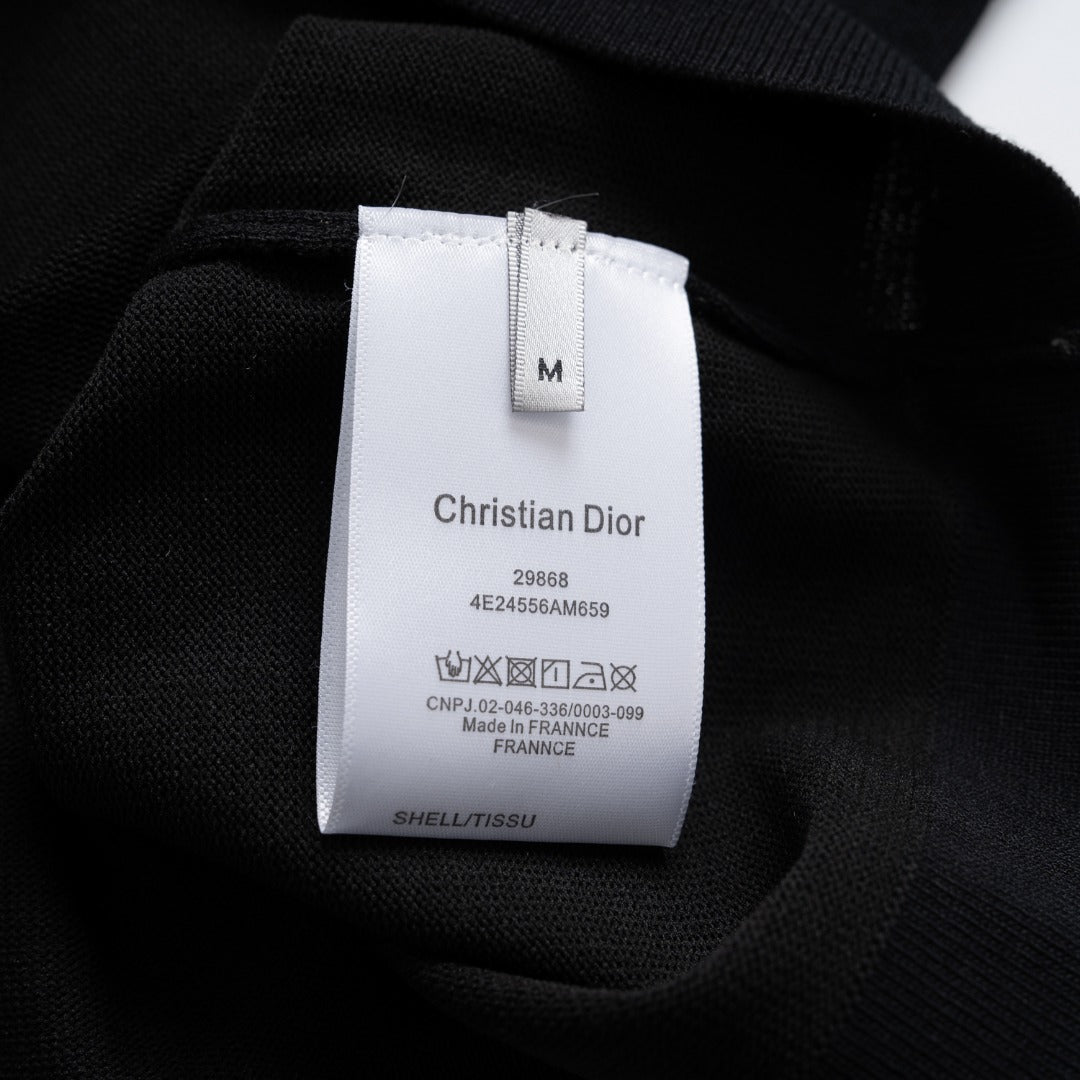 M
Christian Dior
29868
4E24556AM659
CNPJ.02-046-336/0003-099
Made In FRANNCE
FRANNCE
SHELL/TISSU